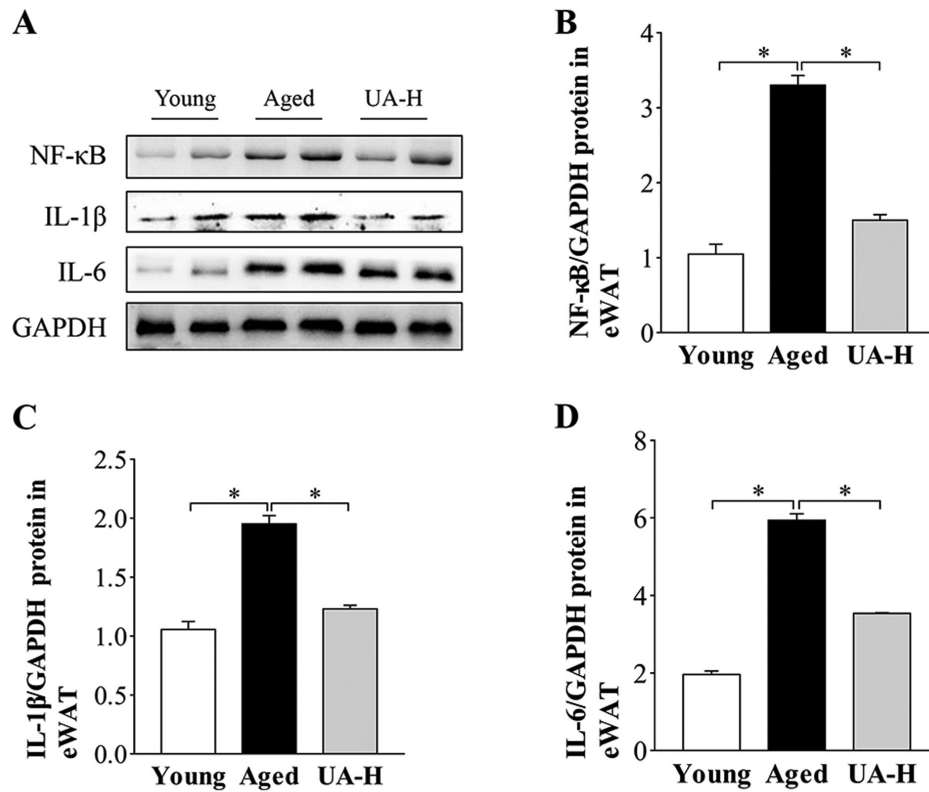 A
Young Aged UA-H
NF-κB
IL-1β
IL-6
GAPDH
B
NF-κB/GAPDH protein in
eWAT
4
3
2
1
0
* *
Young Aged UA-H
C
IL-1β/GAPDH protein in
eWAT
2.5
2.0
1.5
1.0
0.5
0.0
* *
Young Aged UA-H
D
IL-6/GAPDH protein in
eWAT
8
6
4
2
0
* *
Young Aged UA-H